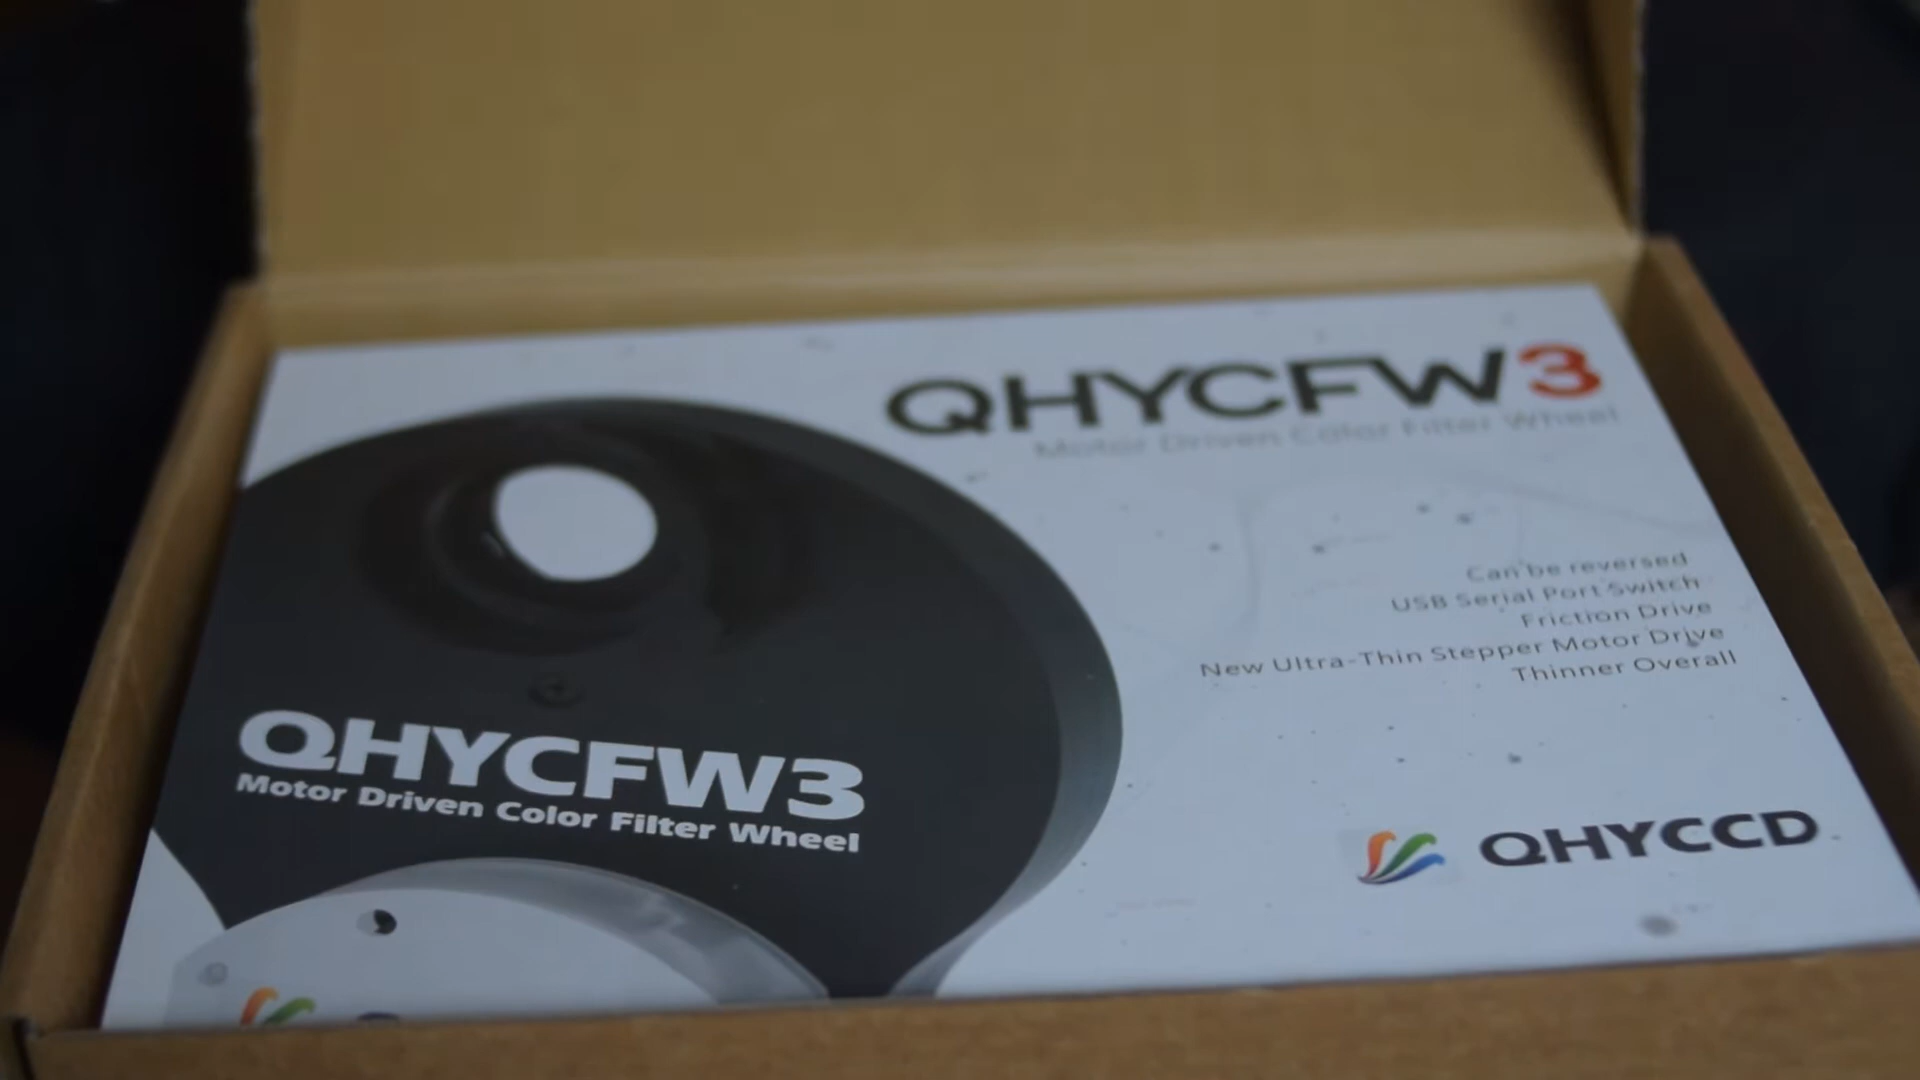 QHYCFW3
Motor Driven Color Filter Wheel
Can be reversed
USB Serial Port Switch
Friction Drive
New Ultra-Thin Stepper Motor Drive
Thinner Overall
QHYCFW3
Motor Driven Color Filter Wheel
QHYCCD